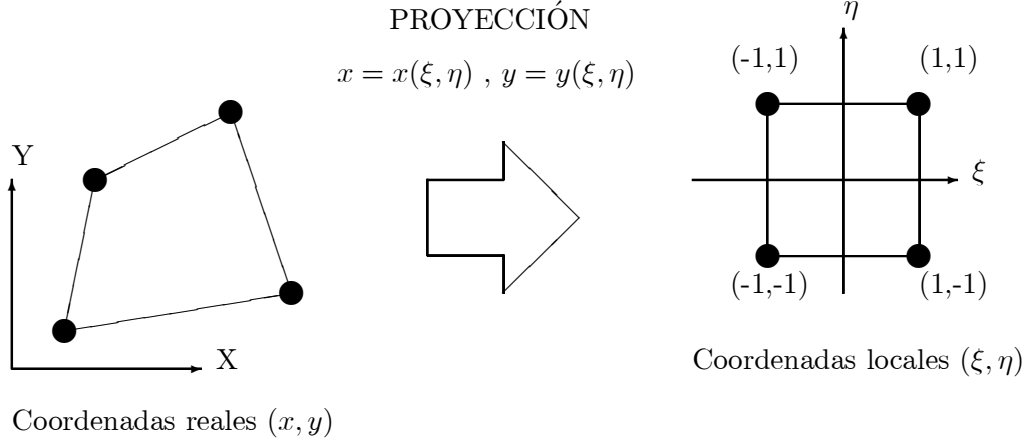 PROYECCIÓN
x = x(ξ, η) , y = y(ξ, η)
Y
X
Coordenadas reales (x, y)
η
(-1,1)
(1,1)
ξ
(-1,-1)
(1,-1)
Coordenadas locales (ξ, η)